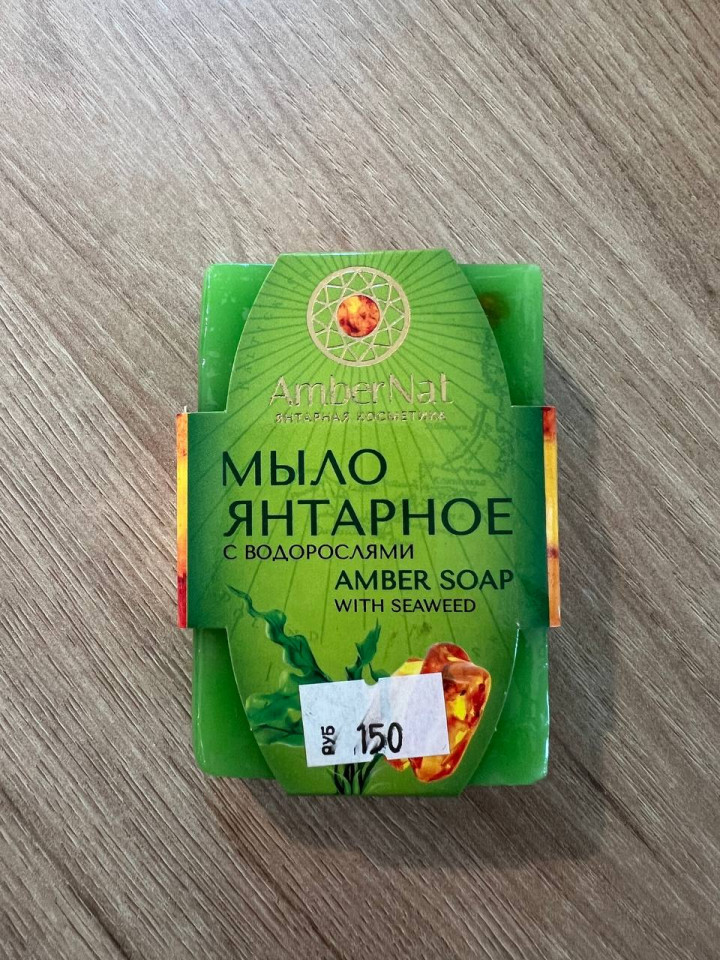 AmberNat
ЯНТАРНАЯ КОСМЕТИКА
МЫЛО
ЯНТАРНОЕ
С ВОДОРОСЛЯМИ
AMBER SOAP
WITH SEAWEED
РУБ 150